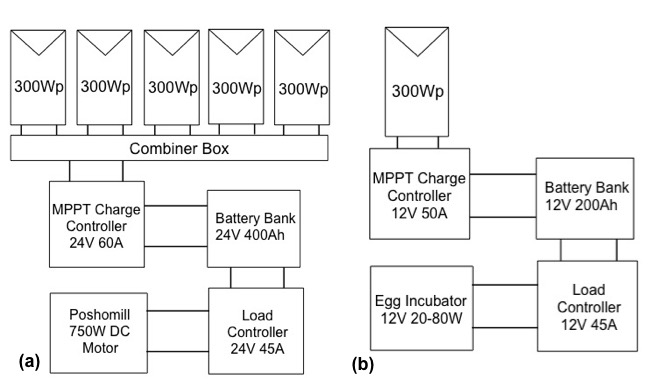 300Wp
300Wp
300Wp
300Wp
300Wp
Combiner Box
MPPT Charge
Controller
24V 60A
Battery Bank
24V 400Ah
Poshomill
750W DC
Motor
Load
Controller
24V 45A
(a)
300Wp
MPPT Charge
Controller
12V 50A
Battery Bank
12V 200Ah
Egg Incubator
12V 20-80W
Load
Controller
12V 45A
(b)